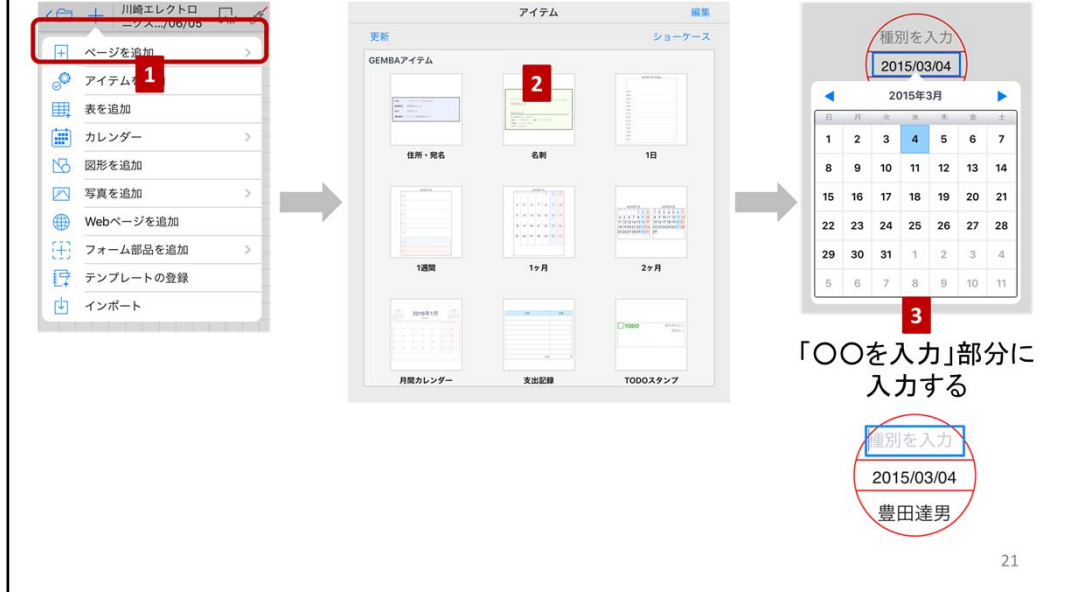 川崎エレクトロ
ニクス.../06/05
ページを追加
1
アイテムを
表を追加
カレンダー
図形を追加
写真を追加
Webページを追加
フォーム部品を追加
テンプレートの登録
インポート
アイテム
編集
更新
ショーケース
GEMBAアイテム
2
住所・宛名
名刺
1日
1週間
1ヶ月
2ヶ月
2016年1月
TODO
月間カレンダー
支出記録
TODOスタンプ
種別を入力
2015/03/04
2015年3月
日 月 火 水 木 金 土
1 2 3 4 5 6 7
8 9 10 11 12 13 14
15 16 17 18 19 20 21
22 23 24 25 26 27 28
29 30 31 1 2 3 4
5 6 7 8 9 10 11
3
「〇〇を入力」部分に
入力する
種別を入力
2015/03/04
豊田達男
21